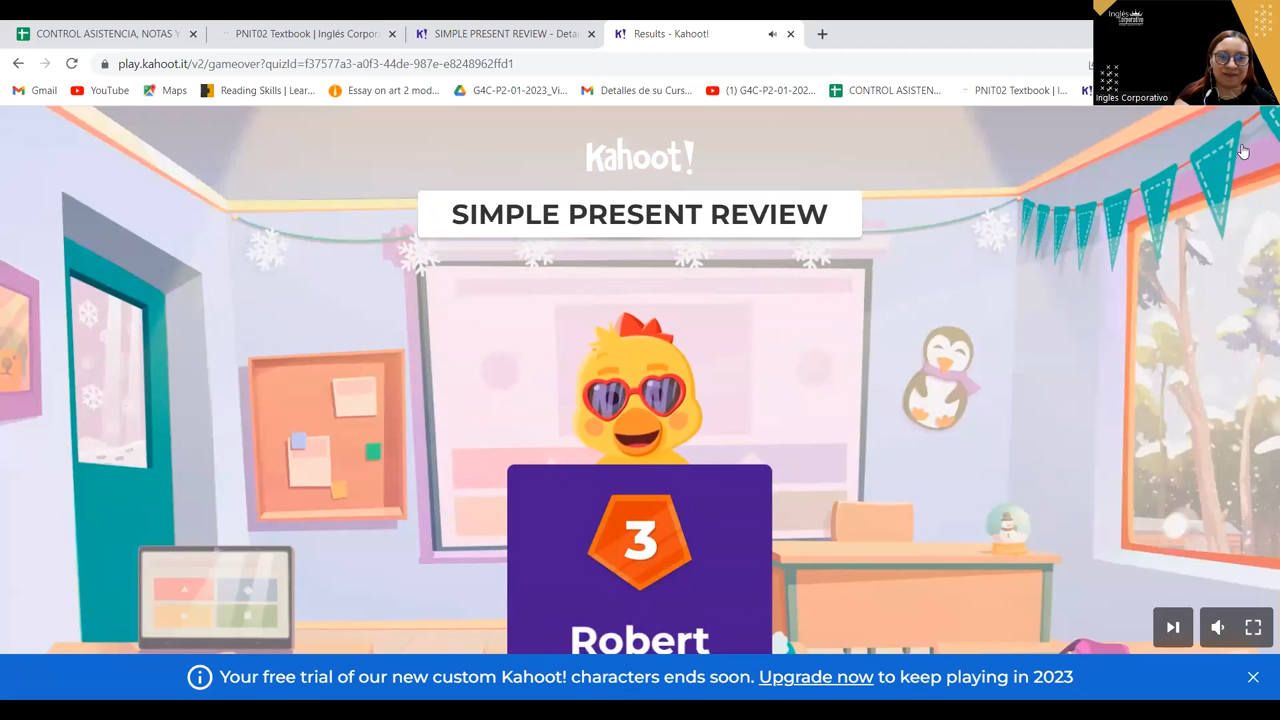 CONTROL ASISTENCIA, NOTAS Y
PNIT02 Textbook | Inglés Corpor
SIMPLE PRESENT REVIEW - Deta
Results - Kahoot!
play.kahoot.it/v2/gameover?quizId=f37577a3-a0f3-44de-987e-e8248962ffd1
Gmail
YouTube
Maps
Reading Skills | Lear...
Essay on art 2 mod...
G4C-P2-01-2023_Vi...
Detalles de su Curs...
(1) G4C-P2-01-202...
CONTROL ASISTEN...
PNIT02 Textbook | I...
Inglés
Corporativo
Ingles Corporativo
Kahoot!
SIMPLE PRESENT REVIEW
3
Robert
Your free trial of our new custom Kahoot! characters ends soon. Upgrade now to keep playing in 2023